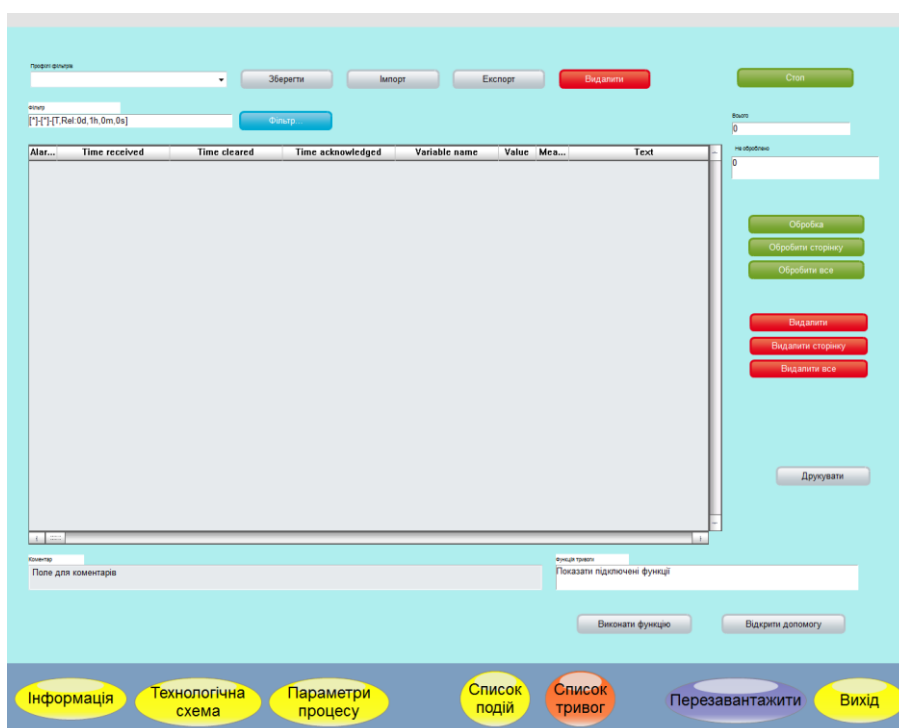 Профілі фільтрів
Зберегти
Імпорт
Експорт
Видалити
Стоп
Фільтр
[*]-[*]-[T,Rel:0d,1h,0m,0s]
Фільтр...
Всього
0
Alar... Time received Time cleared Time acknowledged Variable name Value Mea... Text
Не оброблено
0
Обробка
Обробити сторінку
Обробити все
Видалити
Видалити сторінку
Видалити все
Друкувати
Коментар
Поле для коментарів
Функція тривоги
Показати підключені функції
Виконати функцію
Відкрити допомогу
Інформація
Технологічна
схема
Параметри
процесу
Список
подій
Список
тривог
Перезавантажити
Вихід